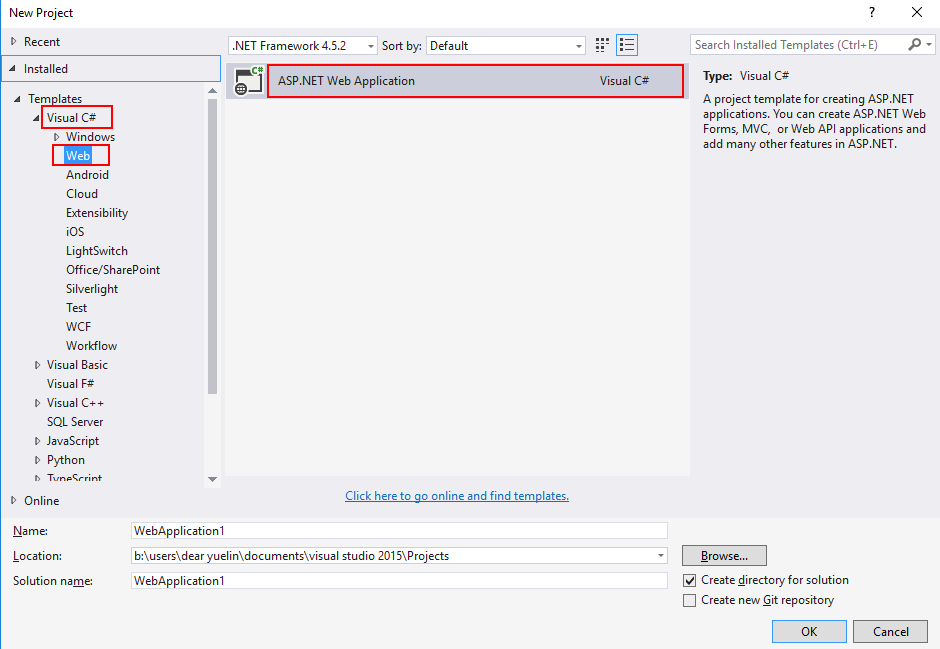 New Project
?
Recent
Installed
.NET Framework 4.5.2 Sort by: Default
Search Installed Templates (Ctrl+E)
Templates
Visual C#
Windows
Web
Android
Cloud
Extensibility
iOS
LightSwitch
Office/SharePoint
Silverlight
Test
WCF
Workflow
Visual Basic
Visual F#
Visual C++
SQL Server
JavaScript
Python
TypeScript
Online
C#
ASP.NET Web Application Visual C#
Type: Visual C#
A project template for creating ASP.NET
applications. You can create ASP.NET Web
Forms, MVC, or Web API applications and
add many other features in ASP.NET.
Click here to go online and find templates.
Name: WebApplication1
Location: b:\users\dear yuelin\documents\visual studio 2015\Projects Browse...
Solution name: WebApplication1
Create directory for solution
Create new Git repository
OK Cancel